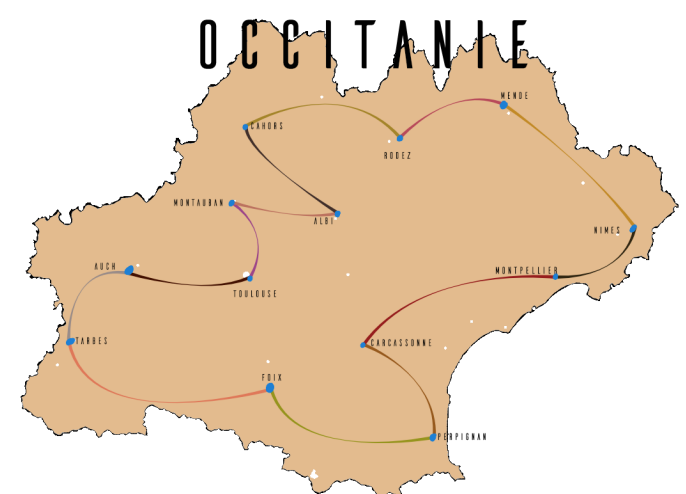 OCCITANIE
MENDE
CAHORS
RODEZ
MONTAUBAN
ALBI
NIMES
AUCH
MONTPELLIER
TOULOUSE
TARBES
CARCASSONNE
FOIX
PERPIGNAN